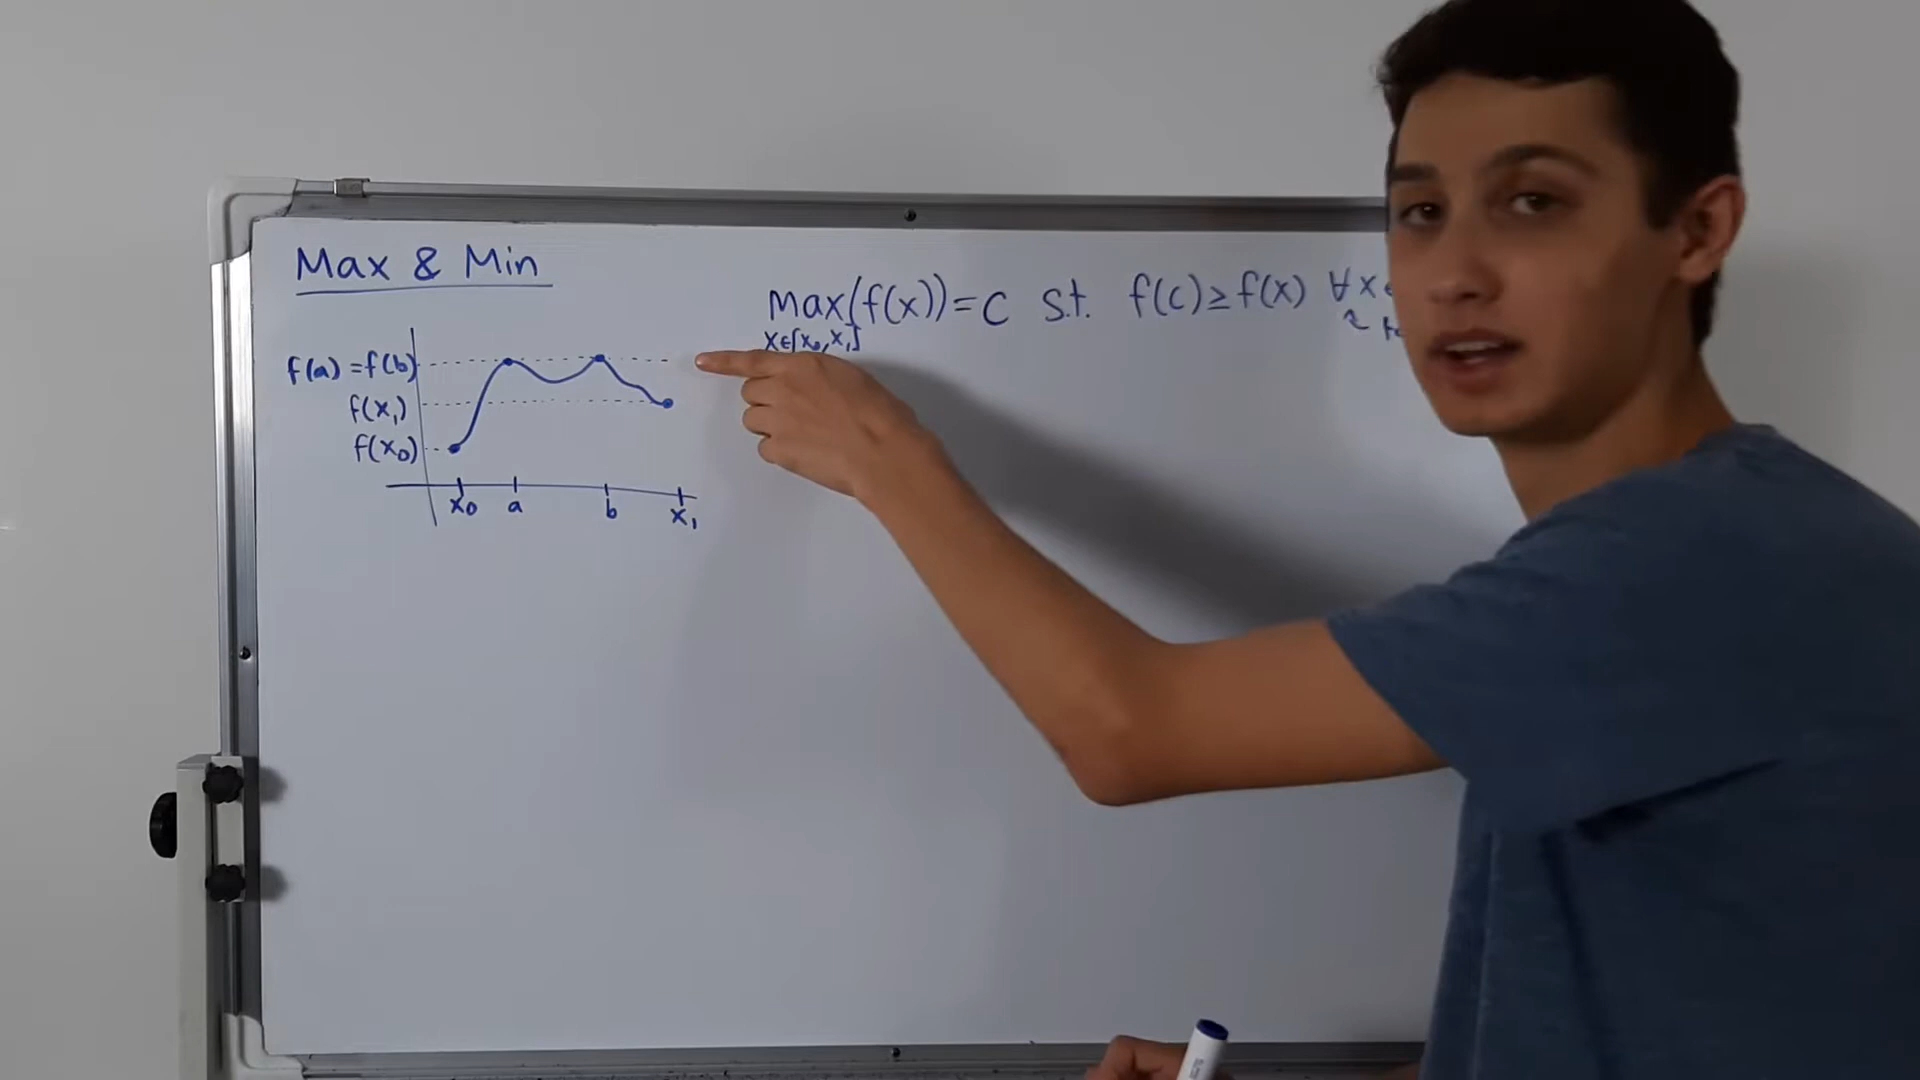 Max & Min
max(f(x)) = c s.t. f(c) ≥ f(x) ∀x
x∈[x₀, x₁]
f(a) = f(b)
f(x₁)
f(x₀)
x₀ a b x₁